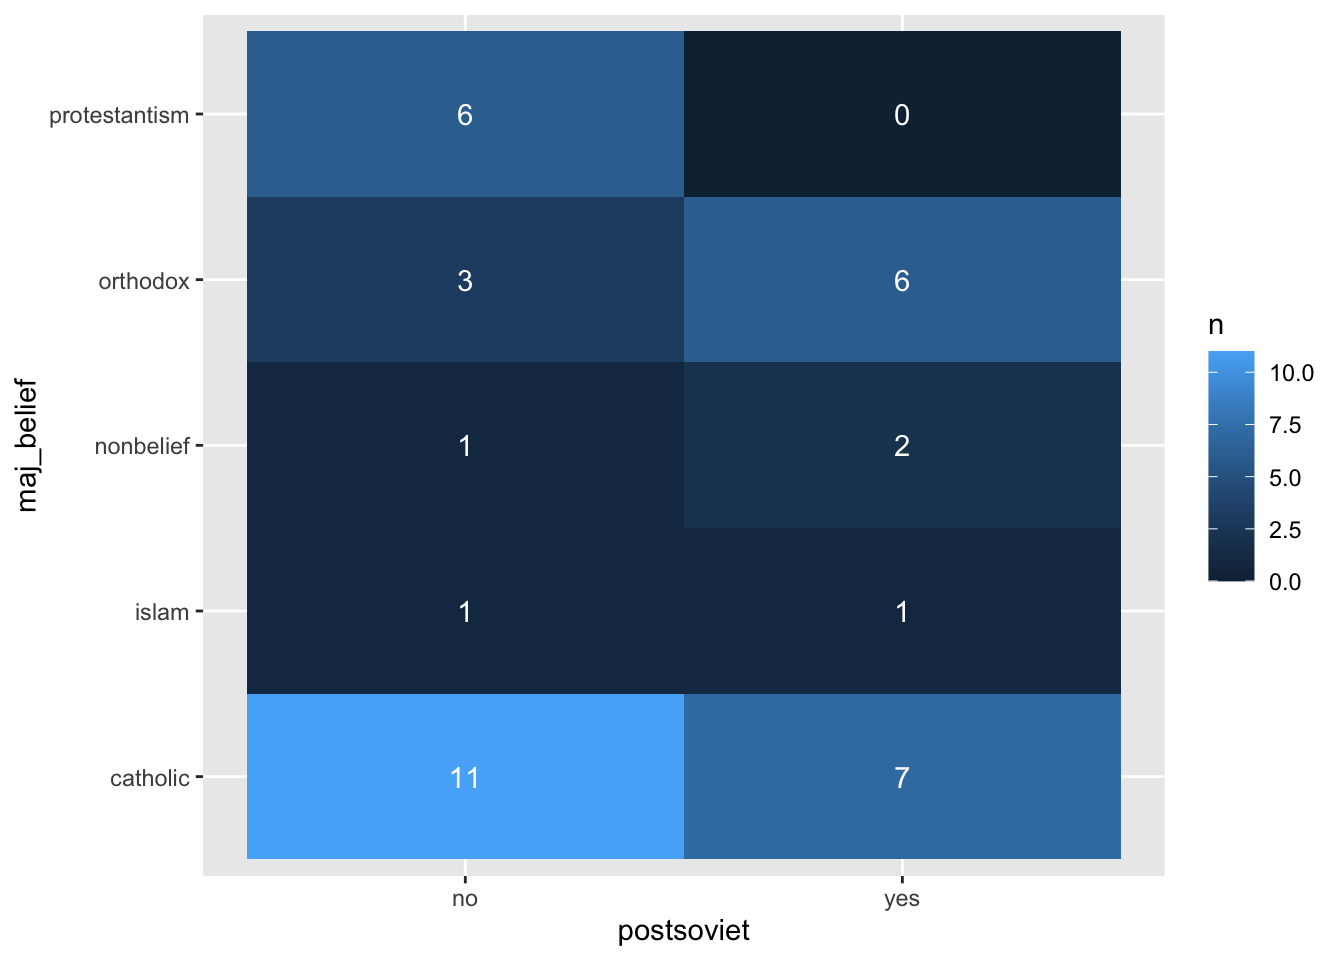 protestantism
6
0
orthodox
3
6
nonbelief
1
2
islam
1
1
catholic
11
7
no
yes
postsoviet
maj_belief
n
10.0
7.5
5.0
2.5
0.0